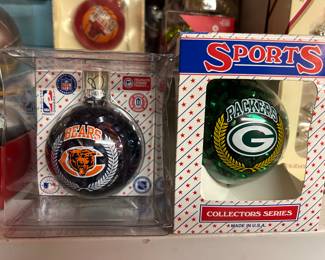 BEARS
C
SPORTS
PACKERS
G
COLLECTORS SERIES
MADE IN U.S.A.